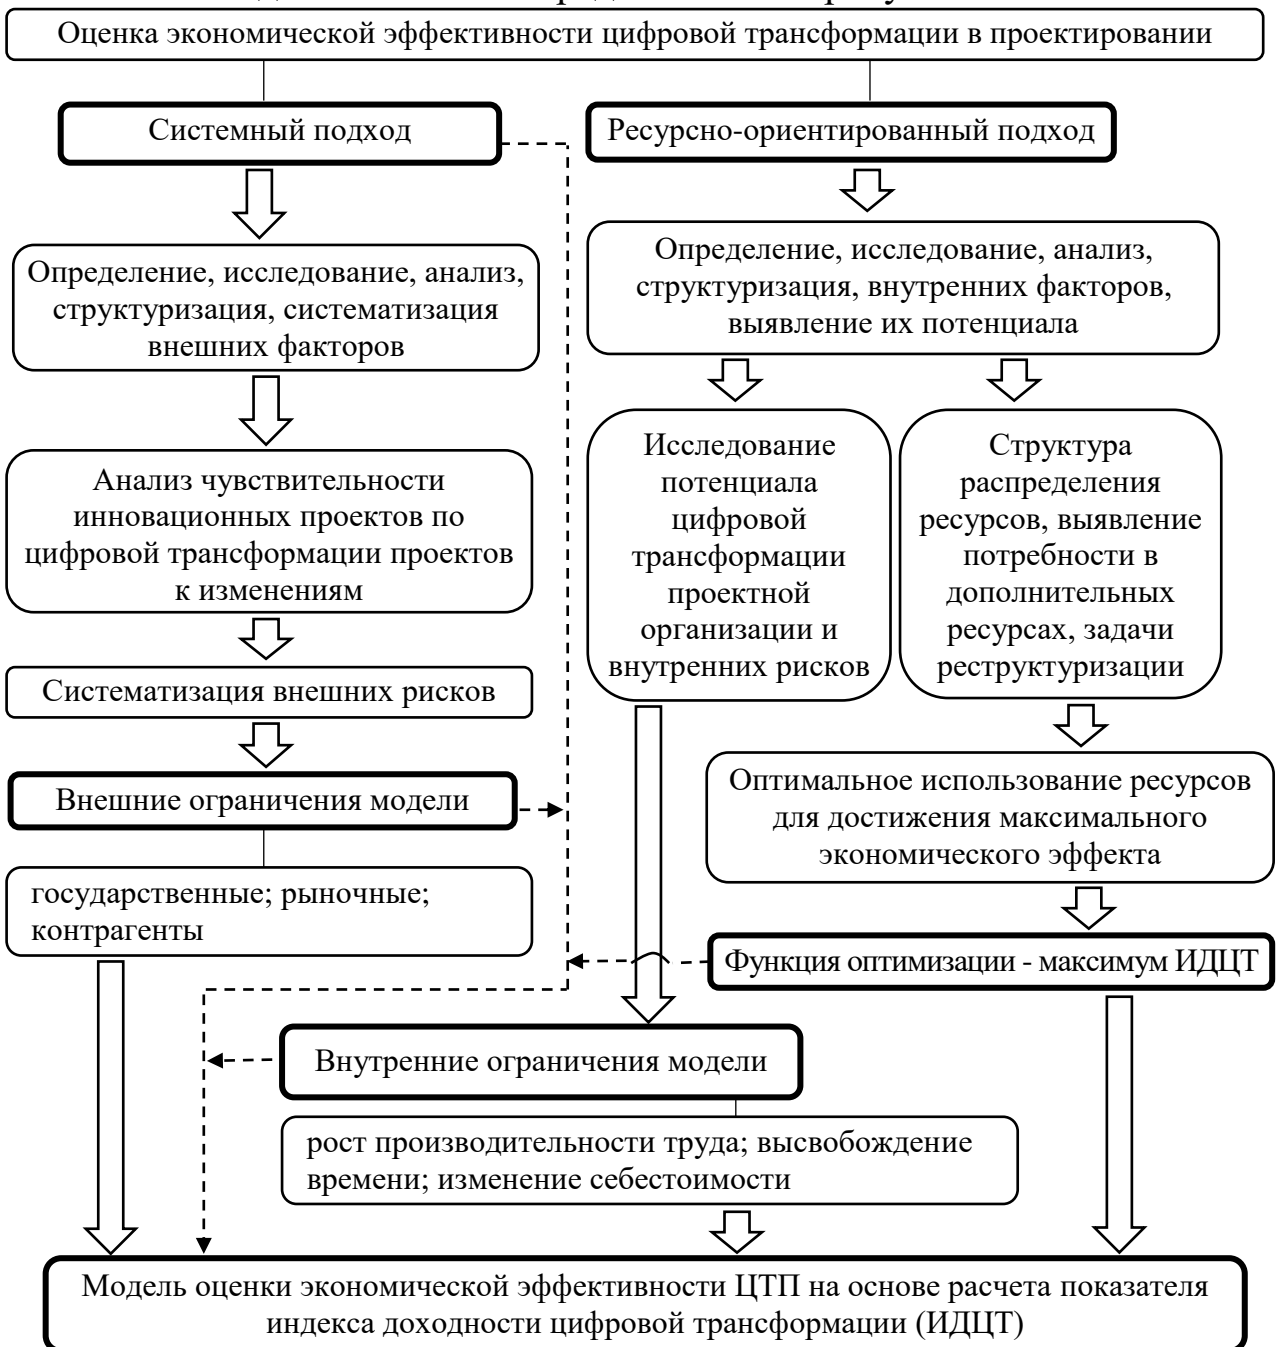 Оценка экономической эффективности цифровой трансформации в проектировании
Системный подход
Ресурсно-ориентированный подход
Определение, исследование, анализ,
структуризация, систематизация
внешних факторов
Определение, исследование, анализ,
структуризация, внутренних факторов,
выявление их потенциала
Анализ чувствительности
инновационных проектов по
цифровой трансформации проектов
к изменениям
Исследование
потенциала
цифровой
трансформации
проектной
организации и
внутренних рисков
Структура
распределения
ресурсов, выявление
потребности в
дополнительных
ресурсах, задачи
реструктуризации
Систематизация внешних рисков
Внешние ограничения модели
Оптимальное использование ресурсов
для достижения максимального
экономического эффекта
государственные; рыночные;
контрагенты
Функция оптимизации - максимум ИДЦТ
Внутренние ограничения модели
рост производительности труда; высвобождение
времени; изменение себестоимости
Модель оценки экономической эффективности ЦТП на основе расчета показателя
индекса доходности цифровой трансформации (ИДЦТ)